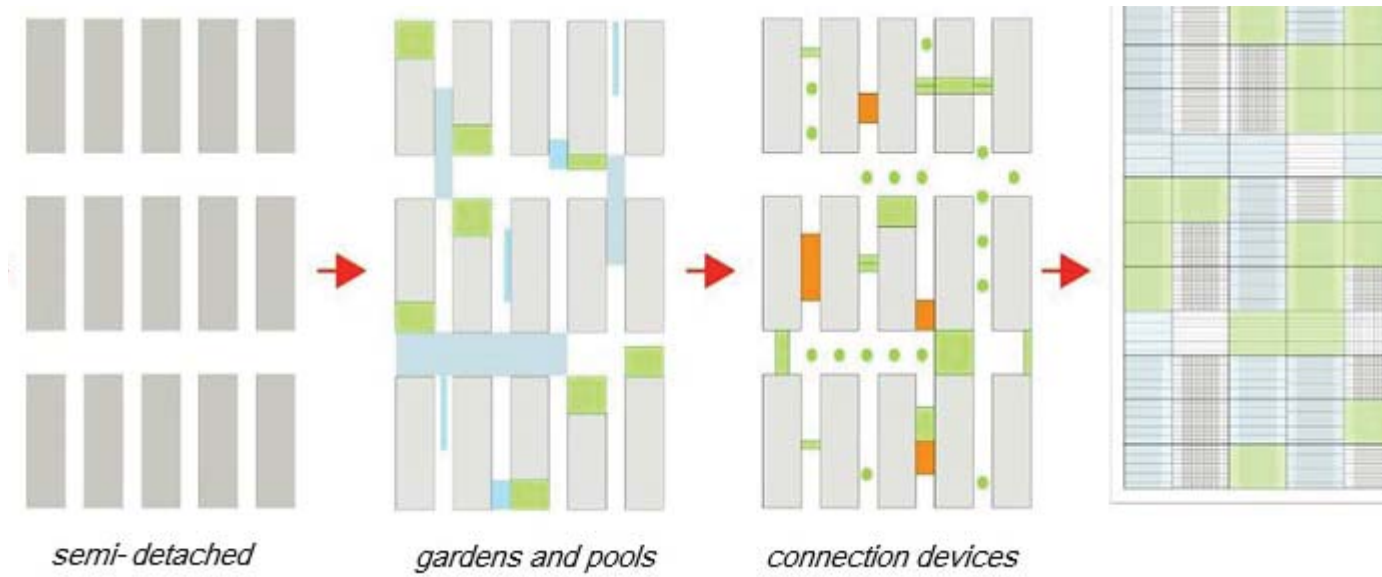 semi- detached
gardens and pools
connection devices